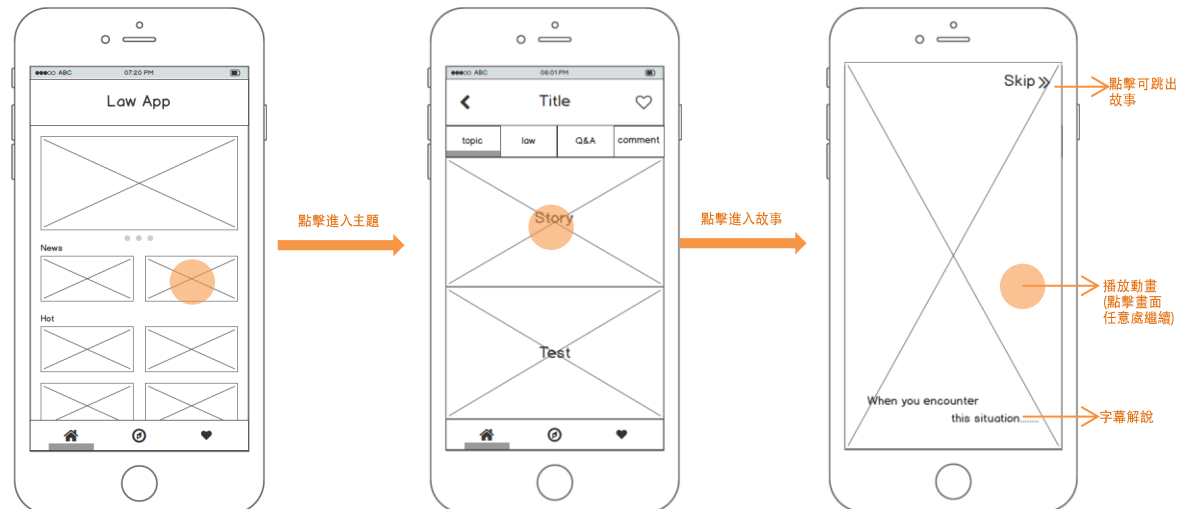 ABC 07:20 PM
Law App
News
Hot
點擊進入主題
ABC 06:01 PM
Title
topic law Q&A comment
Story
Test
點擊進入故事
Skip
點擊可跳出
故事
播放動畫
(點擊畫面
任意處繼續)
When you encounter
this situation........
字幕解說